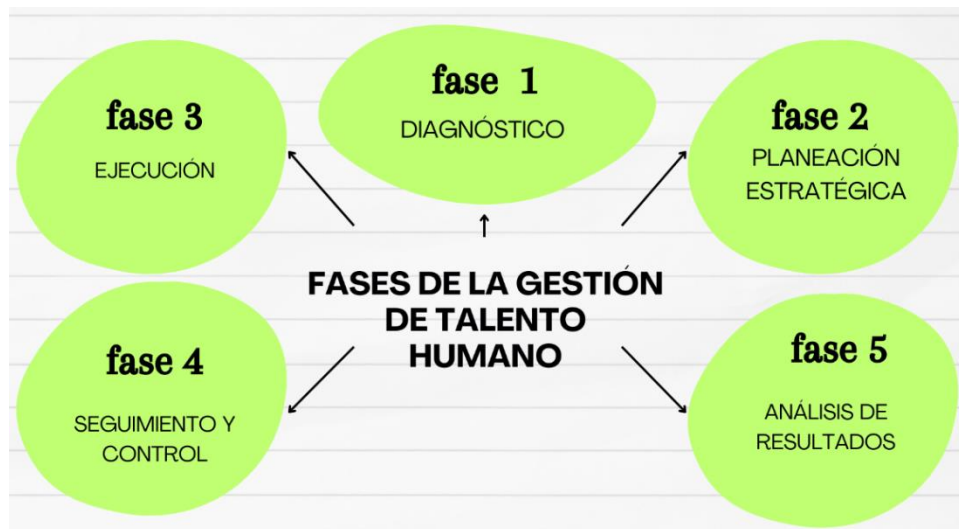 fase 1
DIAGNÓSTICO
fase 2
PLANEACIÓN
ESTRATÉGICA
fase 3
EJECUCIÓN
FASES DE LA GESTIÓN
DE TALENTO
HUMANO
fase 4
SEGUIMIENTO Y
CONTROL
fase 5
ANÁLISIS DE
RESULTADOS